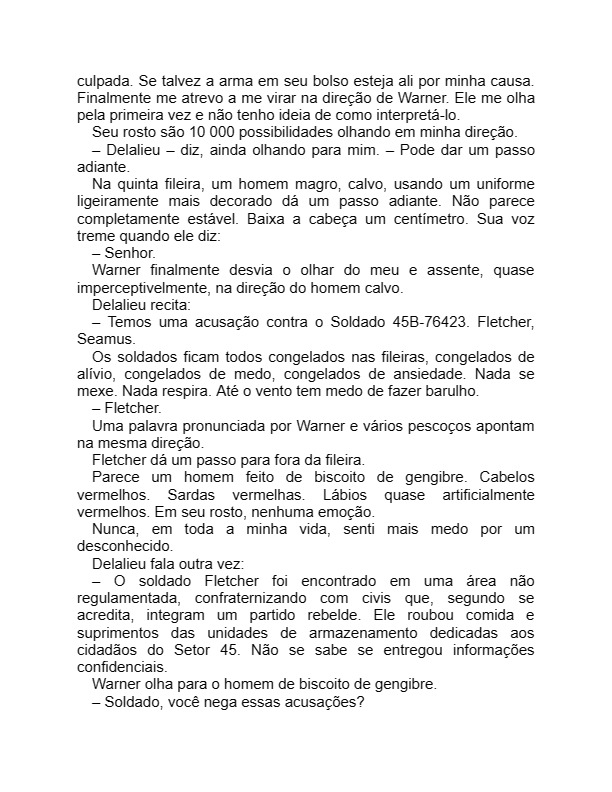 culpada. Se talvez a arma em seu bolso esteja ali por minha causa.
Finalmente me atrevo a me virar na direção de Warner. Ele me olha
pela primeira vez e não tenho ideia de como interpretá-lo.
Seu rosto são 10 000 possibilidades olhando em minha direção.
– Delalieu – diz, ainda olhando para mim. – Pode dar um passo
adiante.
Na quinta fileira, um homem magro, calvo, usando um uniforme
ligeiramente mais decorado dá um passo adiante. Não parece
completamente estável. Baixa a cabeça um centímetro. Sua voz
treme quando ele diz:
– Senhor.
Warner finalmente desvia o olhar do meu e assente, quase
imperceptivelmente, na direção do homem calvo.
Delalieu recita:
– Temos uma acusação contra o Soldado 45B-76423. Fletcher,
Seamus.
Os soldados ficam todos congelados nas fileiras, congelados de
alívio, congelados de medo, congelados de ansiedade. Nada se
mexe. Nada respira. Até o vento tem medo de fazer barulho.
– Fletcher.
Uma palavra pronunciada por Warner e vários pescoços apontam
na mesma direção.
Fletcher dá um passo para fora da fileira.
Parece um homem feito de biscoito de gengibre. Cabelos
vermelhos. Sardas vermelhas. Lábios quase artificialmente
vermelhos. Em seu rosto, nenhuma emoção.
Nunca, em toda a minha vida, senti mais medo por um
desconhecido.
Delalieu fala outra vez:
– O soldado Fletcher foi encontrado em uma área não
regulamentada, confraternizando com civis que, segundo se
acredita, integram um partido rebelde. Ele roubou comida e
suprimentos das unidades de armazenamento dedicadas aos
cidadãos do Setor 45. Não se sabe se entregou informações
confidenciais.
Warner olha para o homem de biscoito de gengibre.
– Soldado, você nega essas acusações?